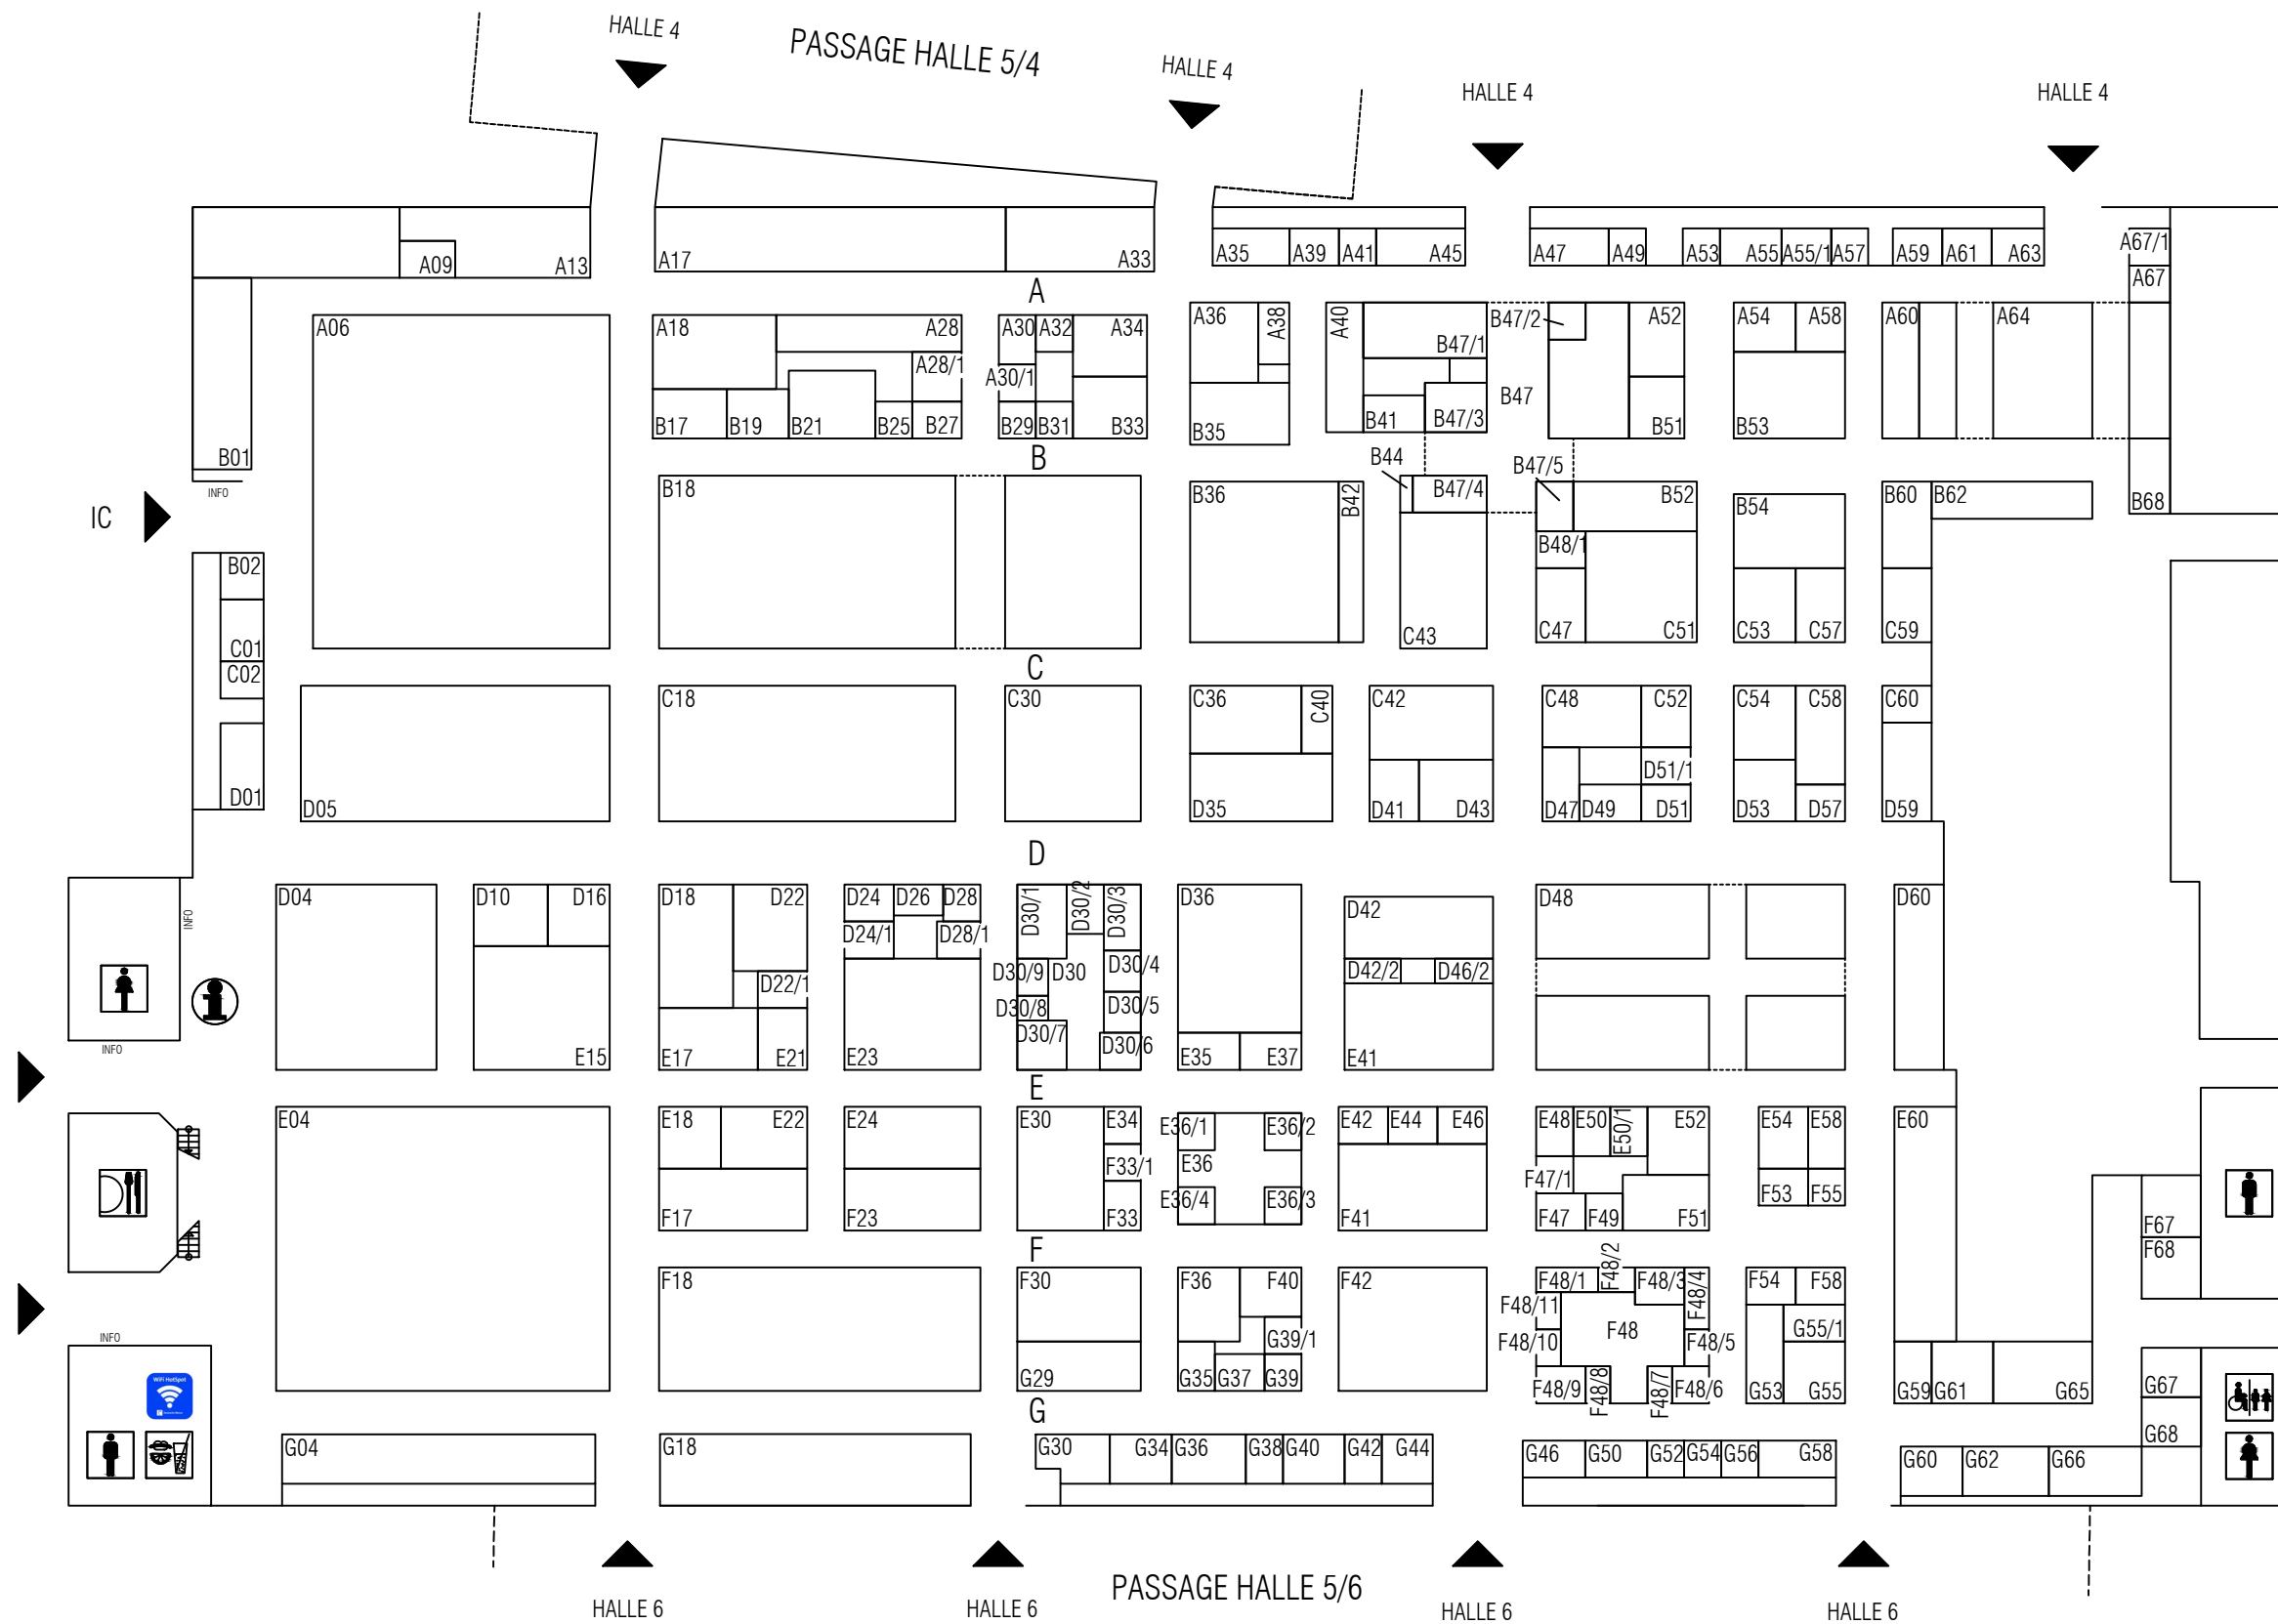 HALLE 4
PASSAGE HALLE 5/4
HALLE 4
HALLE 4
HALLE 4
A09
A13
A17
A33
A35
A39
A41
A45
A47
A49
A53
A55
A55/1
A57
A59
A61
A63
A67/1
A67
A
A06
A18
A28
A28/1
A30
A32
A34
A30/1
A36
A38
A40
B47/1
B47/2
A52
A54
A58
A60
A64
B47
B01
INFO
B17
B19
B21
B25
B27
B29
B31
B33
B35
B41
B47/3
B51
B53
B
B44
B47/5
IC
B18
B36
B42
B47/4
B52
B54
B60
B62
B68
B48/1
B02
C01
C02
C43
C47
C51
C53
C57
C59
C
C18
C30
C36
C40
C42
C48
C52
C54
C58
C60
D51/1
D01
D05
D35
D41
D43
D47
D49
D51
D53
D57
D59
D
INFO
D04
D10
D16
D18
D22
D24
D26
D28
D30/1
D30/2
D30/3
D36
D42
D48
D60
D24/1
D28/1
D30/9
D30
D30/4
D42/2
D46/2
D22/1
D30/8
D30/5
D30/7
D30/6
INFO
E15
E17
E21
E23
E35
E37
E41
E
E04
E18
E22
E24
E30
E34
E36/1
E36/2
E42
E44
E46
E48
E50
E50/1
E52
E54
E58
E60
F33/1
E36
F47/1
E36/4
E36/3
F53
F55
F17
F23
F33
F41
F47
F49
F51
F67
F68
F
F18
F30
F36
F40
F42
F48/1
F48/2
F48/3
F48/4
F54
F58
F48/11
F48
G55/1
F48/10
F48/5
G39/1
INFO
WiFi HotSpot
G29
G35
G37
G39
F48/9
F48/8
F48/7
F48/6
G53
G55
G59
G61
G65
G67
G68
G
G04
G18
G30
G34
G36
G38
G40
G42
G44
G46
G50
G52
G54
G56
G58
G60
G62
G66
PASSAGE HALLE 5/6
HALLE 6
HALLE 6
HALLE 6
HALLE 6